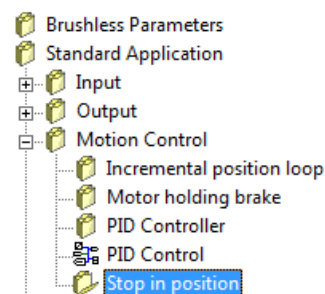 Brushless Parameters
Standard Application
Input
Output
Motion Control
Incremental position loop
Motor holding brake
PID Controller
PID Control
Stop in position